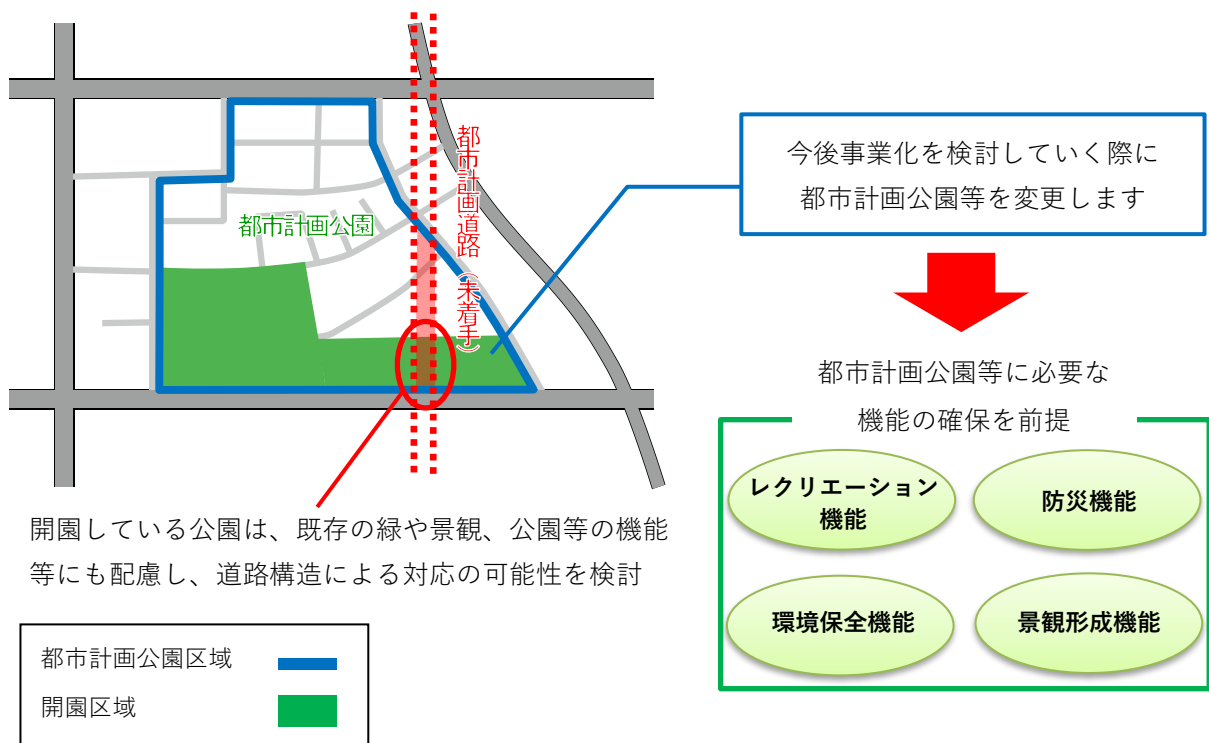 都市計画公園
都市計画道路（未着手）
今後事業化を検討していく際に
都市計画公園等を変更します
都市計画公園等に必要な
機能の確保を前提
レクリエーション
機能
防災機能
環境保全機能
景観形成機能
開園している公園は、既存の緑や景観、公園等の機能
等にも配慮し、道路構造による対応の可能性を検討
都市計画公園区域
開園区域